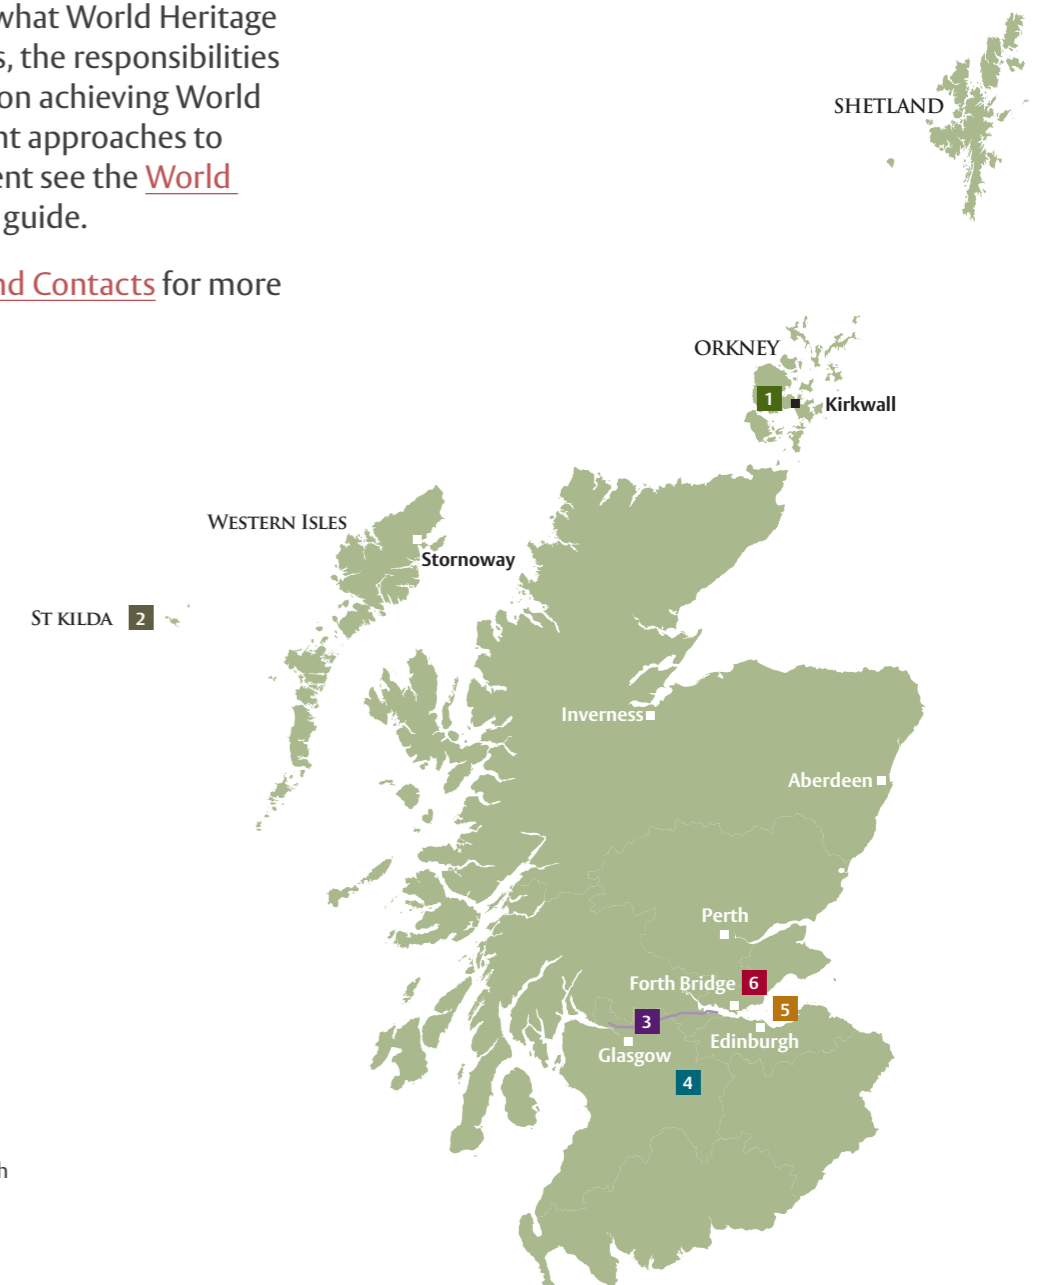 what World Heritage
s, the responsibilities
on achieving World
nt approaches to
ent see the World
guide.
nd Contacts for more
SHETLAND
ORKNEY
1
Kirkwall
WESTERN ISLES
Stornoway
ST KILDA 2
Inverness
Aberdeen
Perth
Forth Bridge 6
5
3
Edinburgh
Glasgow
4
h